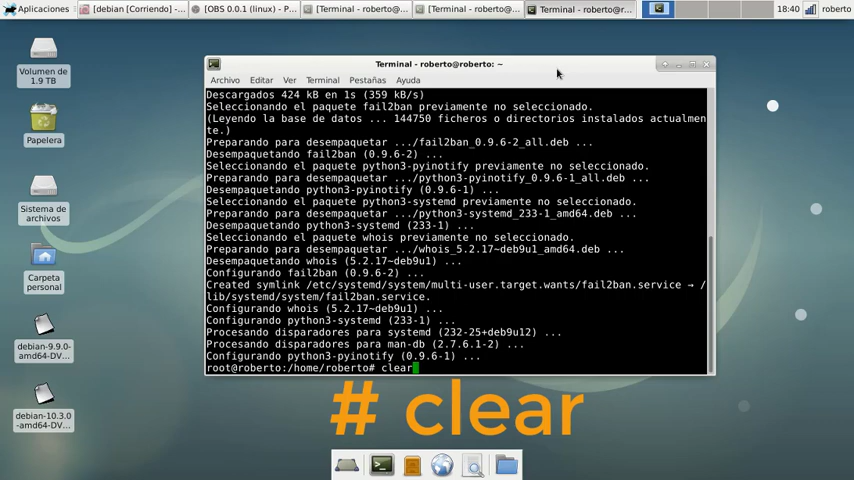 Aplicaciones
[debian [Corriendo] -...
[OBS 0.0.1 (linux) - P...
[Terminal - roberto@...
[Terminal - roberto@...
Terminal - roberto@r...
18:40
roberto
Volumen de
1.9 TB
Papelera
Sistema de
archivos
Carpeta
personal
debian-9.9.0-
amd64-DV...
debian-10.3.0
-amd64-DV...
Terminal - roberto@roberto: ~
Archivo Editar Ver Terminal Pestañas Ayuda
Descargados 424 kB en 1s (359 kB/s)
Seleccionando el paquete fail2ban previamente no seleccionado.
(Leyendo la base de datos ... 144750 ficheros o directorios instalados actualmen
te.)
Preparando para desempaquetar .../fail2ban_0.9.6-2_all.deb ...
Desempaquetando fail2ban (0.9.6-2) ...
Seleccionando el paquete python3-pyinotify previamente no seleccionado.
Preparando para desempaquetar .../python3-pyinotify_0.9.6-1_all.deb ...
Desempaquetando python3-pyinotify (0.9.6-1) ...
Seleccionando el paquete python3-systemd previamente no seleccionado.
Preparando para desempaquetar .../python3-systemd_233-1_amd64.deb ...
Desempaquetando python3-systemd (233-1) ...
Seleccionando el paquete whois previamente no seleccionado.
Preparando para desempaquetar .../whois_5.2.17~deb9u1_amd64.deb ...
Desempaquetando whois (5.2.17~deb9u1) ...
Configurando fail2ban (0.9.6-2) ...
Created symlink /etc/systemd/system/multi-user.target.wants/fail2ban.service → /
lib/systemd/system/fail2ban.service.
Configurando whois (5.2.17~deb9u1) ...
Configurando python3-systemd (233-1) ...
Procesando disparadores para systemd (232-25+deb9u12) ...
Procesando disparadores para man-db (2.7.6.1-2) ...
Configurando python3-pyinotify (0.9.6-1) ...
root@roberto:/home/roberto# clear
# clear